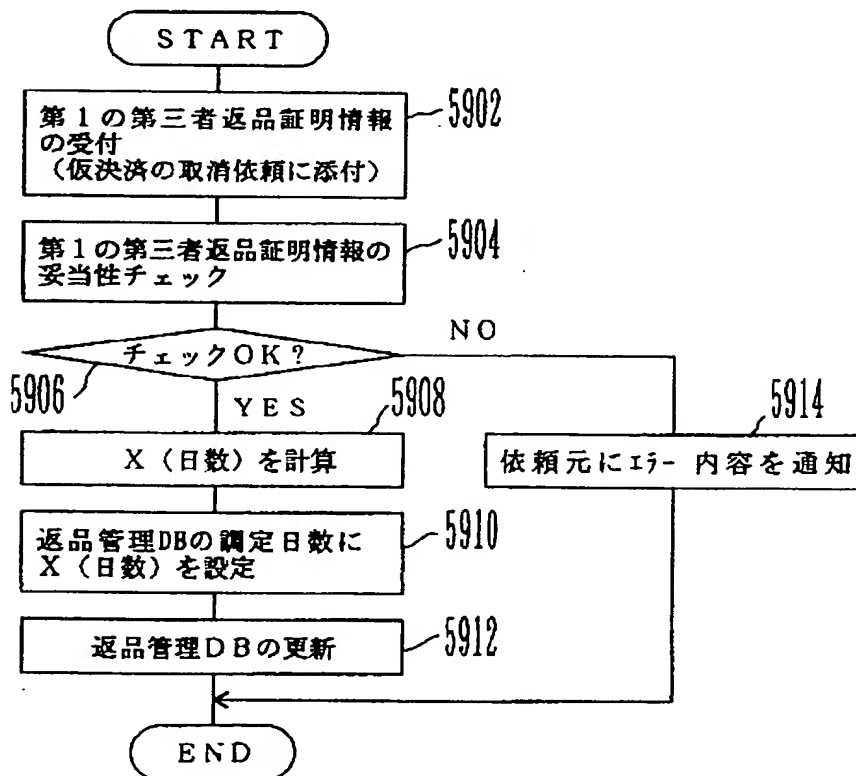 START
第1の第三者返品証明情報
の受付
(仮決済の取消依頼に添付)
5902
第1の第三者返品証明情報の
妥当性チェック
5904
チェックOK?
NO
5906
YES
5908
5914
X(日数)を計算
依頼元にエラー内容を通知
返品管理DBの調定日数に
X(日数)を設定
5910
返品管理DBの更新
5912
END